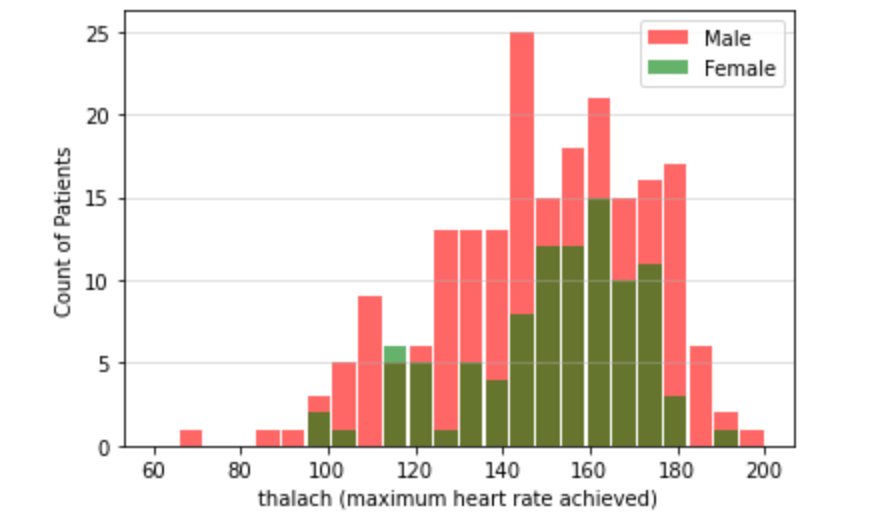 Male
Female
25
20
15
10
5
0
Count of Patients
60 80 100 120 140 160 180 200
thalach (maximum heart rate achieved)